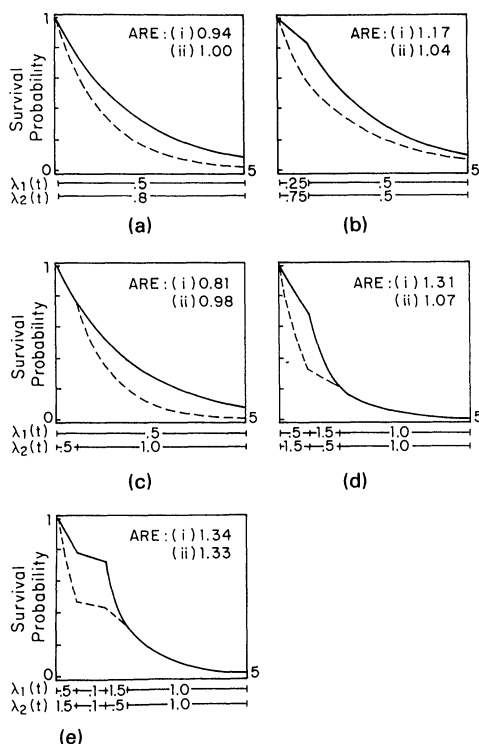 ARE: (i) 0.94
(ii) 1.00
Survival Probability
1
0
5
λ₁(t) .5
λ₂(t) .8
(a)
ARE: (i) 1.17
(ii) 1.04
1
0
5
.25 .5
.75 .5
(b)
ARE: (i) 0.81
(ii) 0.98
Survival Probability
1
0
5
λ₁(t) .5
λ₂(t) .5 1.0
(c)
ARE: (i) 1.31
(ii) 1.07
1
0
5
.5 1.5 1.0
1.5 .5 1.0
(d)
ARE: (i) 1.34
(ii) 1.33
Survival Probability
1
0
5
λ₁(t) .5 .1 1.5 1.0
λ₂(t) 1.5 .1 .5 1.0
(e)